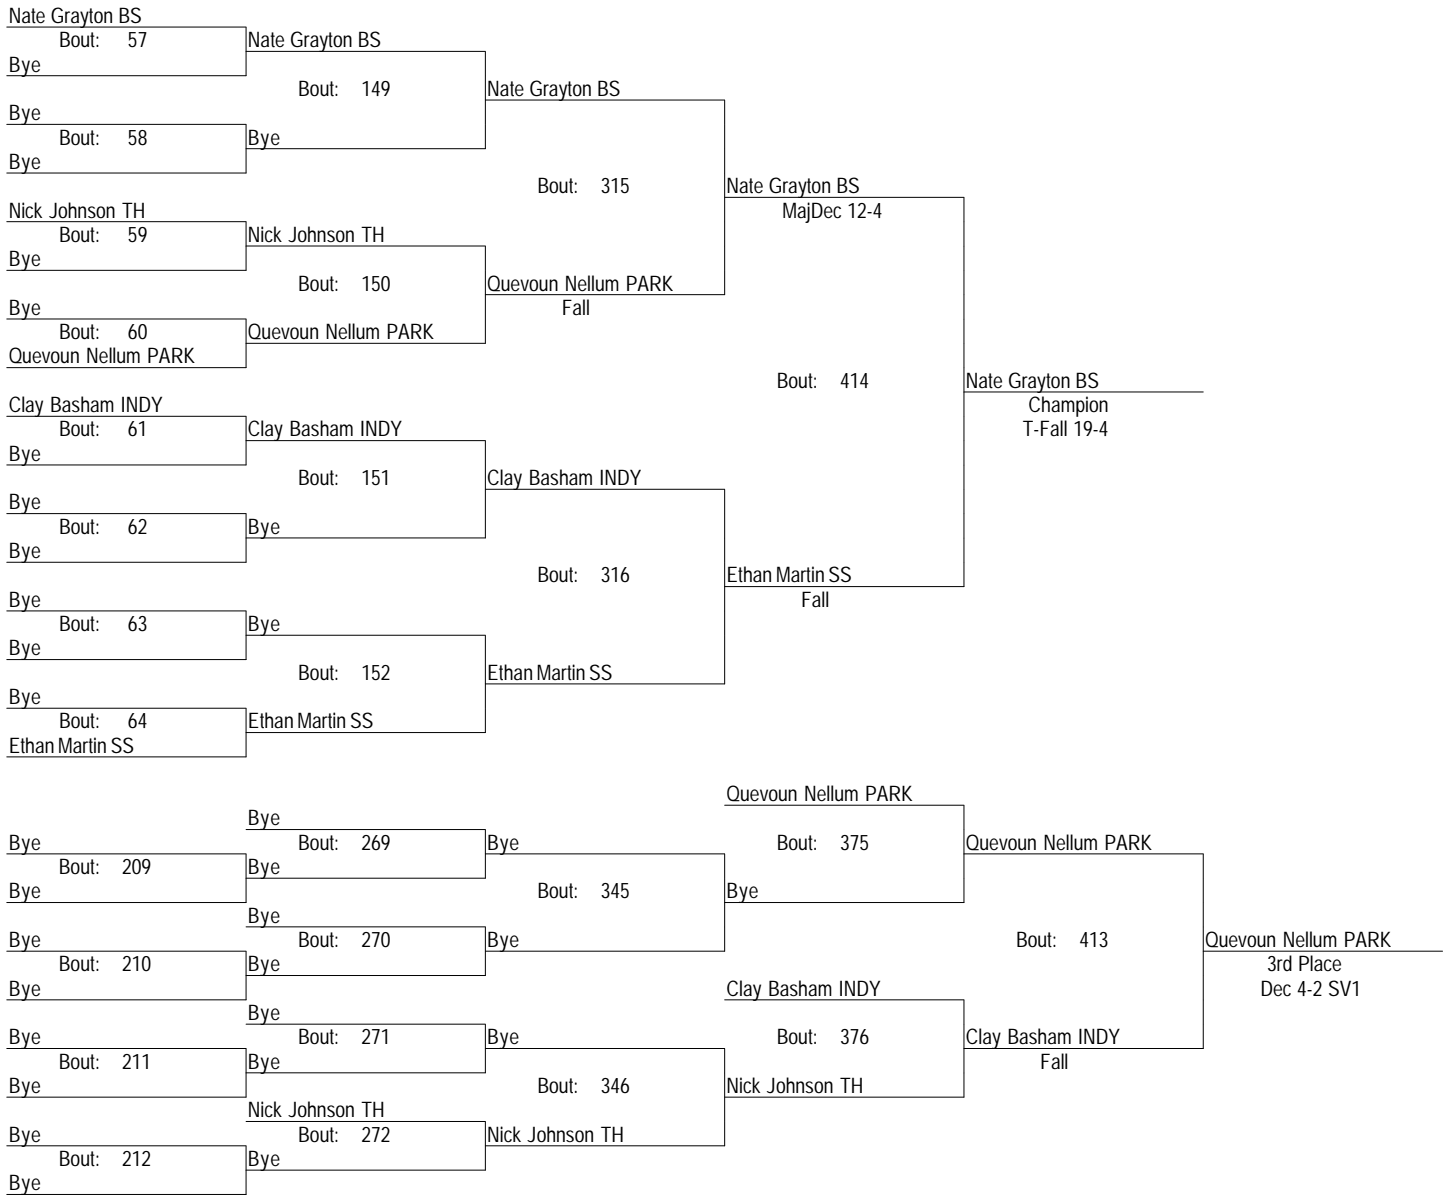 Nate Grayton BS
Bout: 57 Nate Grayton BS
Bye
Bout: 149 Nate Grayton BS
Bye
Bout: 58 Bye
Bye
Bout: 315 Nate Grayton BS
MajDec 12-4
Nick Johnson TH
Bout: 59 Nick Johnson TH
Bye
Bout: 150 Quevoun Nellum PARK
Fall
Bye
Bout: 60 Quevoun Nellum PARK
Quevoun Nellum PARK
Bout: 414 Nate Grayton BS
Champion
T-Fall 19-4
Clay Basham INDY
Bout: 61 Clay Basham INDY
Bye
Bout: 151 Clay Basham INDY
Bye
Bout: 62 Bye
Bye
Bout: 316 Ethan Martin SS
Fall
Bye
Bout: 63 Bye
Bye
Bout: 152 Ethan Martin SS
Bye
Bout: 64 Ethan Martin SS
Ethan Martin SS
Quevoun Nellum PARK
Bye
Bye Bout: 269 Bye Bout: 375 Quevoun Nellum PARK
Bout: 209 Bye
Bye Bout: 345 Bye
Bye
Bye Bout: 270 Bye Bout: 413 Quevoun Nellum PARK
Bout: 210 Bye 3rd Place
Bye Clay Basham INDY Dec 4-2 SV1
Bye
Bye Bout: 271 Bye Bout: 376 Clay Basham INDY
Bout: 211 Bye Fall
Bye Bout: 346 Nick Johnson TH
Nick Johnson TH
Bye Bout: 272 Nick Johnson TH
Bout: 212 Bye
Bye